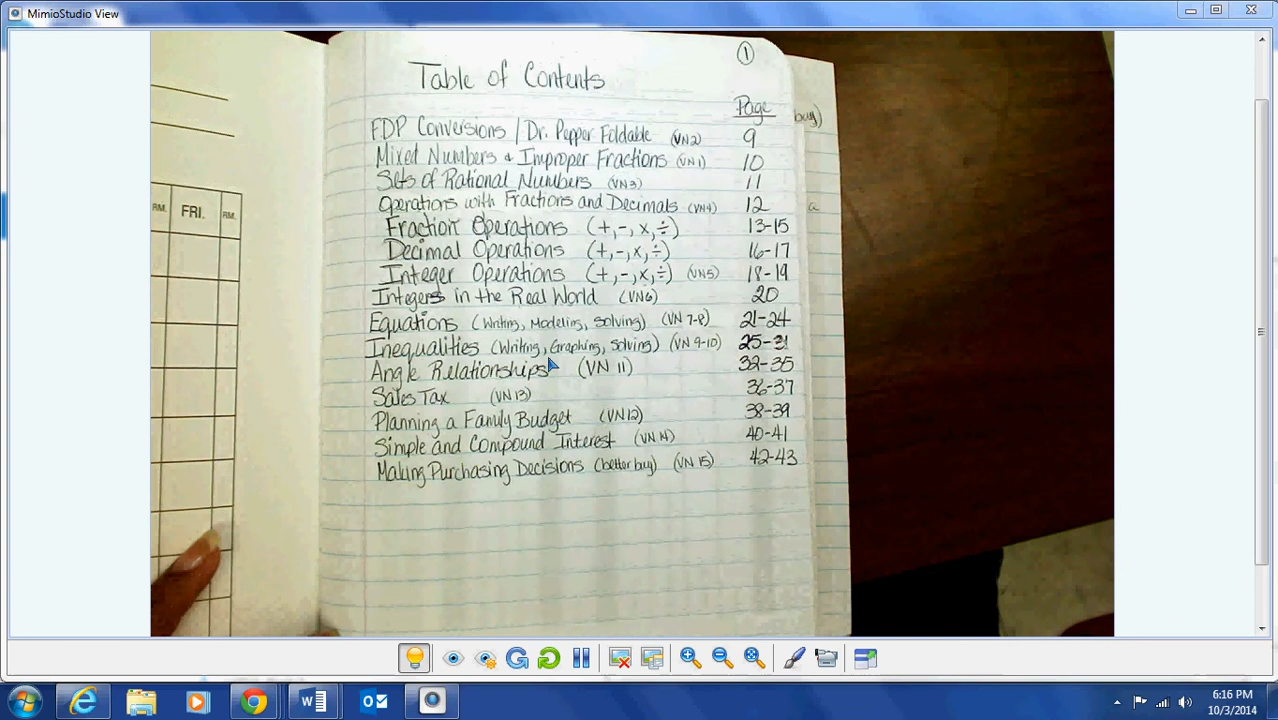 MimioStudio View
①
Table of Contents
Page
buy)
FDP Conversions / Dr. Pepper Foldable (VN2) 9
Mixed Numbers & Improper Fractions (VN1) 10
Sets of Rational Numbers (VN3) 11
Operations with Fractions and Decimals (VN4) 12
a
Fraction Operations (+,-,x,÷) 13-15
Decimal Operations (+,-,x,÷) 16-17
Integer Operations (+,-,x,÷) (VN5) 18-19
Integers in the Real World (VN6) 20
Equations (Writing, Modeling, Solving) (VN 7-8) 21-24
Inequalities (Writing, Graphing, Solving) (VN 9-10) 25-31
Angle Relationships (VN 11) 32-35
Sales Tax (VN13) 36-37
Planning a Family Budget (VN12) 38-39
Simple and Compound Interest (VN 14) 40-41
Making Purchasing Decisions (better buy) (VN 15) 42-43
RM. FRI. RM.
6:16 PM
10/3/2014